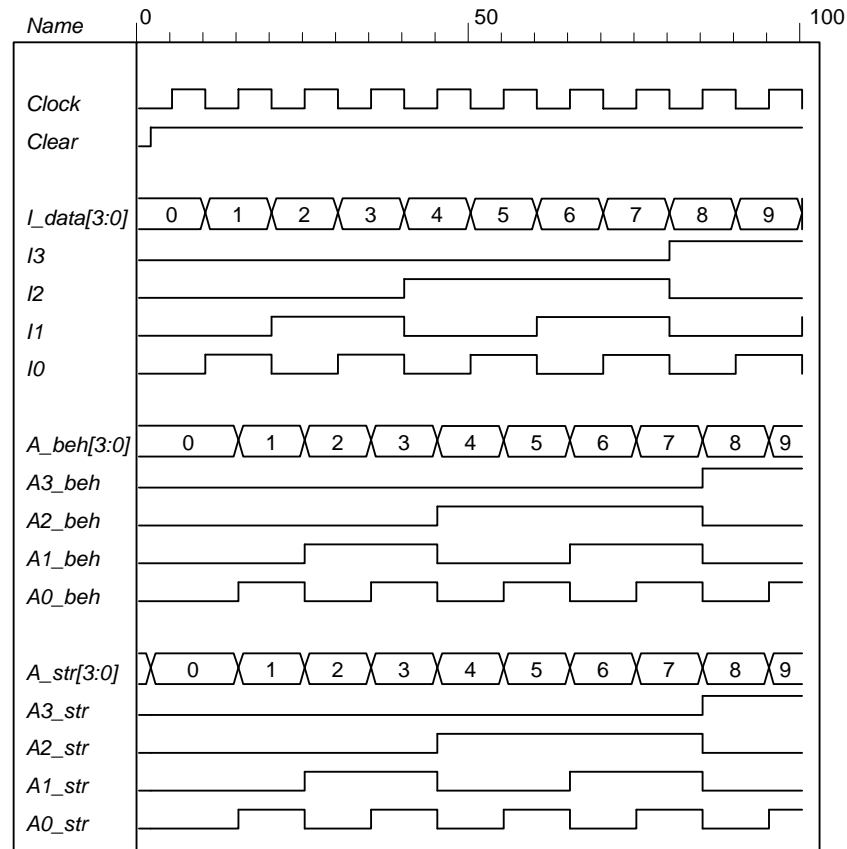 Name 0 50 100
Clock
Clear
I_data[3:0] 0 1 2 3 4 5 6 7 8 9
I3
I2
I1
I0
A_beh[3:0] 0 1 2 3 4 5 6 7 8 9
A3_beh
A2_beh
A1_beh
A0_beh
A_str[3:0] 0 1 2 3 4 5 6 7 8 9
A3_str
A2_str
A1_str
A0_str